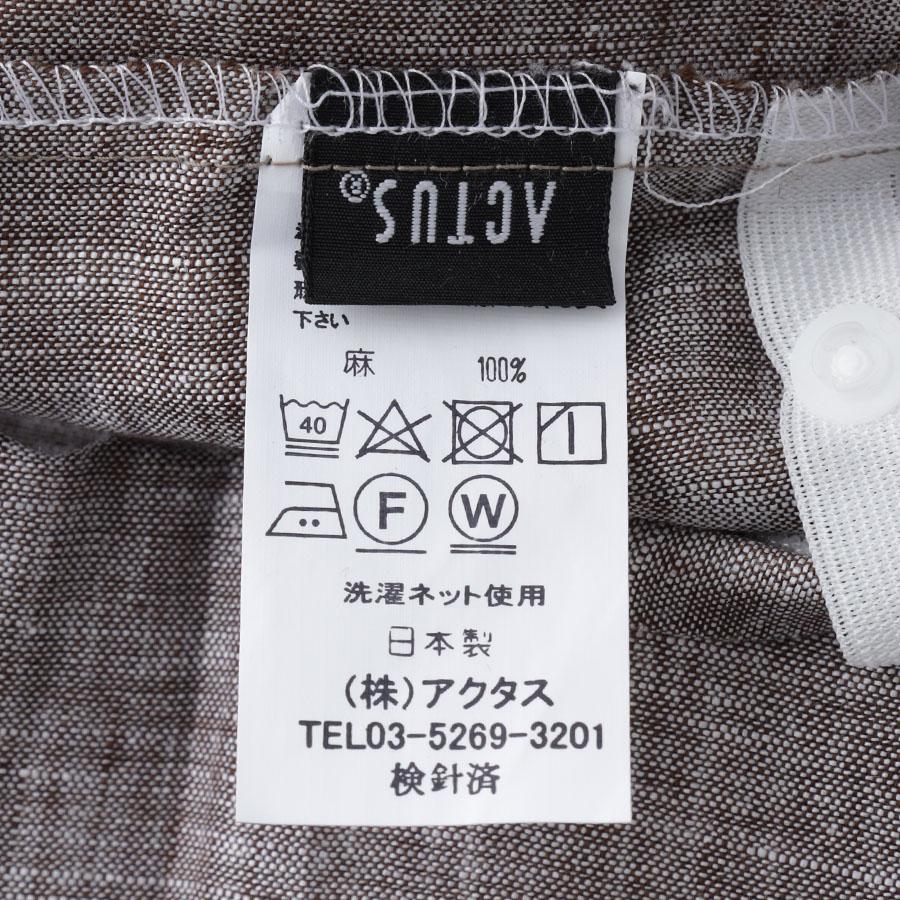 ACTUS®
下さい
麻 100%
40
F W
洗濯ネット使用
日本製
(株)アクタス
TEL03-5269-3201
検針済